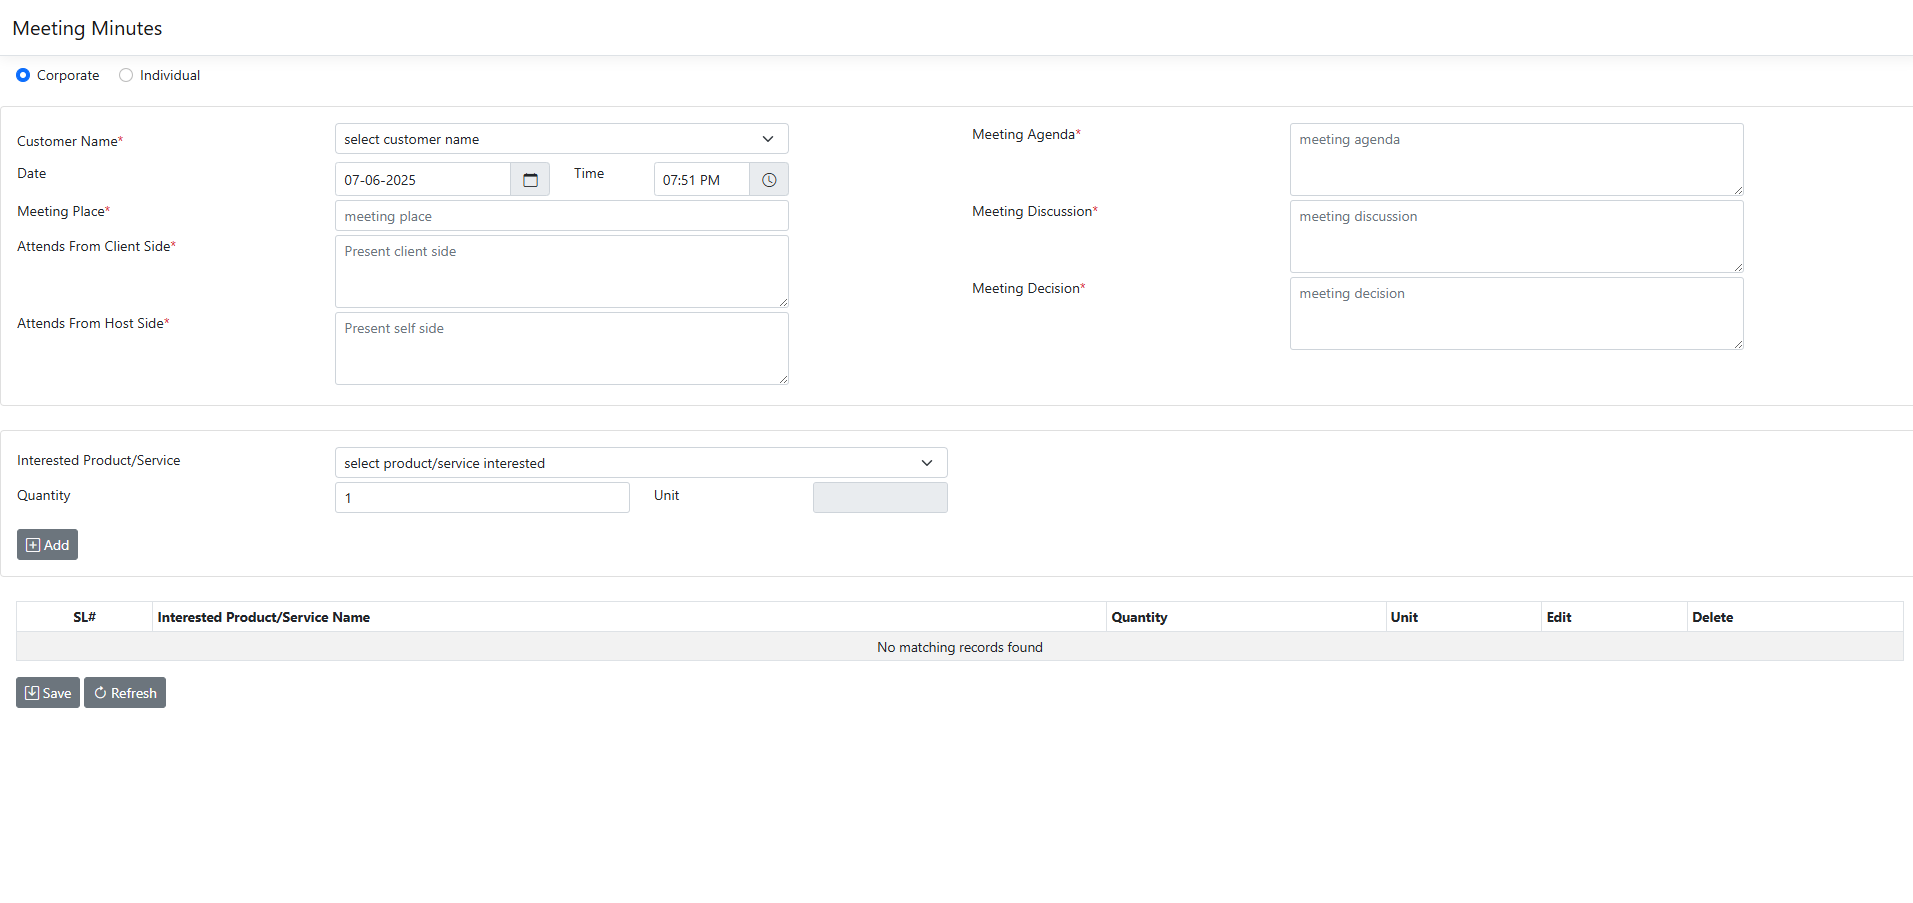 Meeting Minutes
Corporate Individual
Customer Name* select customer name
Date 07-06-2025 Time 07:51 PM
Meeting Place* meeting place
Attends From Client Side* Present client side
Attends From Host Side* Present self side
Meeting Agenda* meeting agenda
Meeting Discussion* meeting discussion
Meeting Decision* meeting decision
Interested Product/Service select product/service interested
Quantity 1 Unit
Add
SL# Interested Product/Service Name Quantity Unit Edit Delete
No matching records found
Save Refresh